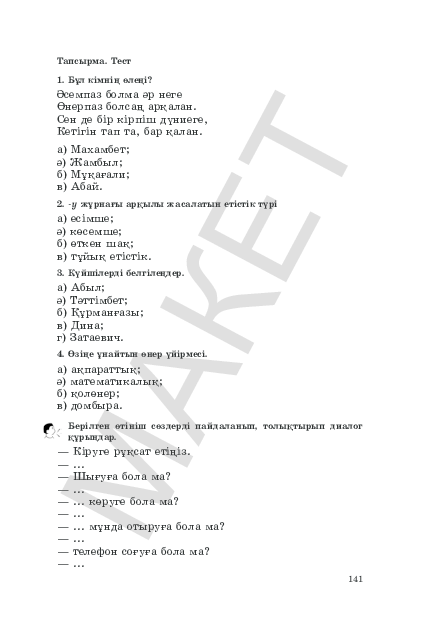 Тапсырма. Тест
1. Бұл кімнің өлеңі?
Әсемпаз болма әр неге
Өнерпаз болсаң арқалан.
Сен де бір кірпіш дүниеге,
Кетігін тап та, бар қалан.
а) Махамбет;
ә) Жамбыл;
б) Мұқағали;
в) Абай.
2. -у жұрнағы арқылы жасалатын етістік түрі
а) есімше;
ә) көсемше;
б) өткен шақ;
в) тұйық етістік.
3. Күйшілерді белгілеңдер.
а) Абыл;
ә) Тәттімбет;
б) Құрманғазы;
в) Дина;
г) Затаевич.
4. Өзіңе ұнайтын өнер үйірмесі.
а) ақпараттық;
ә) математикалық;
б) қолөнер;
в) домбыра.
Берілген өтініш сөздерді пайдаланып, толықтырып диалог
құрыңдар.
— Кіруге рұқсат етіңіз.
— ...
— Шығуға бола ма?
— ...
— ... көруге бола ма?
— ...
— ... мұнда отыруға бола ма?
— ...
— телефон соғуға бола ма?
— ...
141
МАКЕТ